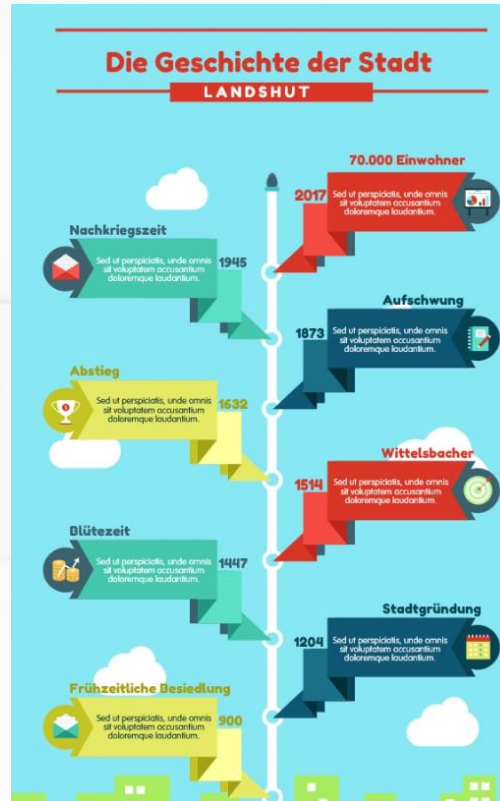 Die Geschichte der Stadt
LANDSHUT
70.000 Einwohner
2017
Sed ut perspiciatis, unde omnis
sit voluptatem accusantium
doloremque laudantium.
Nachkriegszeit
1945
Sed ut perspiciatis, unde omnis
sit voluptatem accusantium
doloremque laudantium.
Aufschwung
1873
Sed ut perspiciatis, unde omnis
sit voluptatem accusantium
doloremque laudantium.
Abstieg
1632
Sed ut perspiciatis, unde omnis
sit voluptatem accusantium
doloremque laudantium.
Wittelsbacher
1514
Sed ut perspiciatis, unde omnis
sit voluptatem accusantium
doloremque laudantium.
Blütezeit
1447
Sed ut perspiciatis, unde omnis
sit voluptatem accusantium
doloremque laudantium.
Stadtgründung
1204
Sed ut perspiciatis, unde omnis
sit voluptatem accusantium
doloremque laudantium.
Frühzeitliche Besiedlung
900
Sed ut perspiciatis, unde omnis
sit voluptatem accusantium
doloremque laudantium.